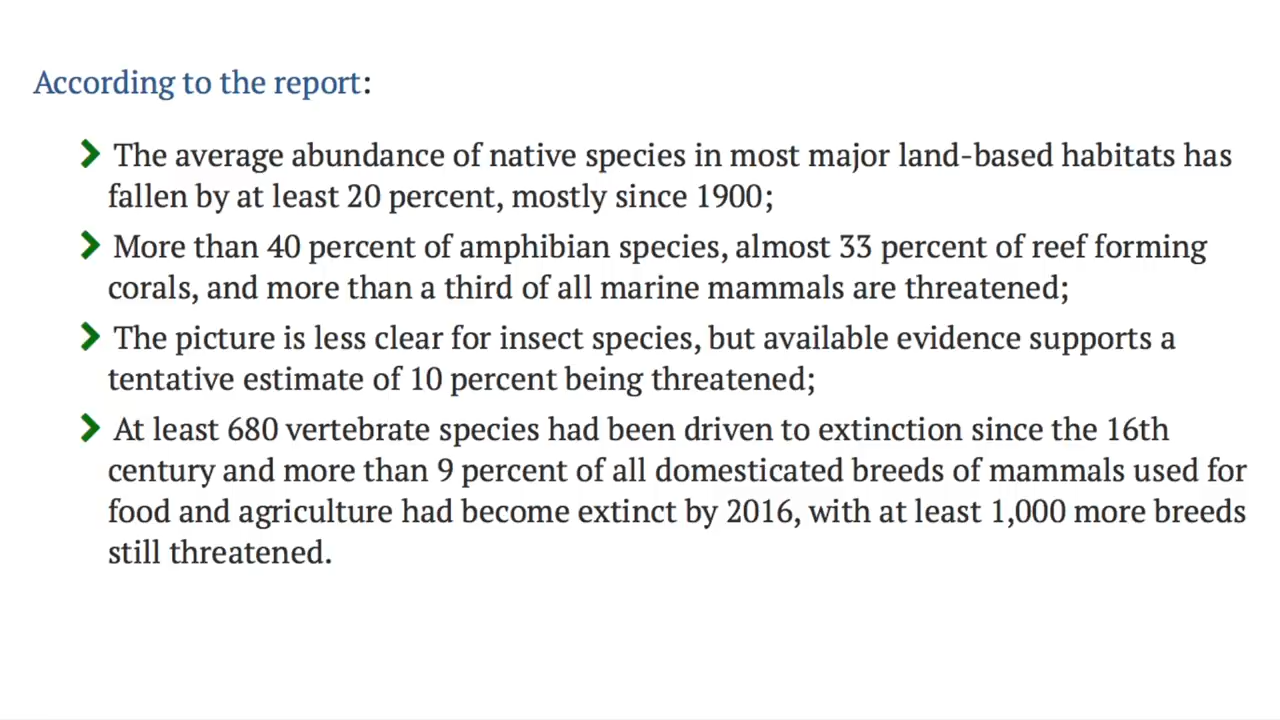 According to the report:
The average abundance of native species in most major land-based habitats has
fallen by at least 20 percent, mostly since 1900;
More than 40 percent of amphibian species, almost 33 percent of reef forming
corals, and more than a third of all marine mammals are threatened;
The picture is less clear for insect species, but available evidence supports a
tentative estimate of 10 percent being threatened;
At least 680 vertebrate species had been driven to extinction since the 16th
century and more than 9 percent of all domesticated breeds of mammals used for
food and agriculture had become extinct by 2016, with at least 1,000 more breeds
still threatened.